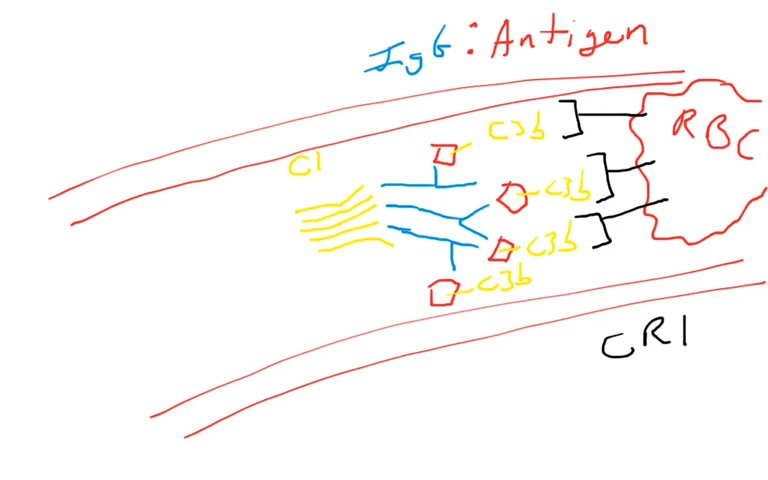 IgG : Antigen
RBC
C3b
C1
C3b
C3b
C3b
CR1